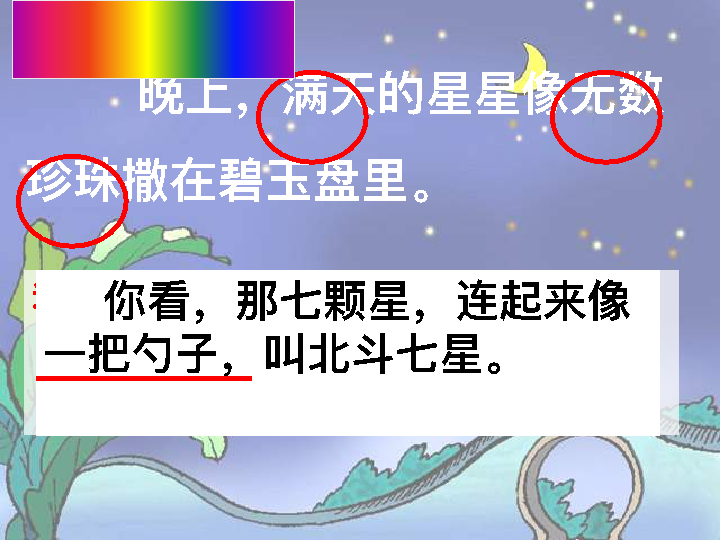 晚上，满天的星星像无数
珍珠撒在碧玉盘里。
你看，那七颗星，连起来像
一把勺子，叫北斗七星。